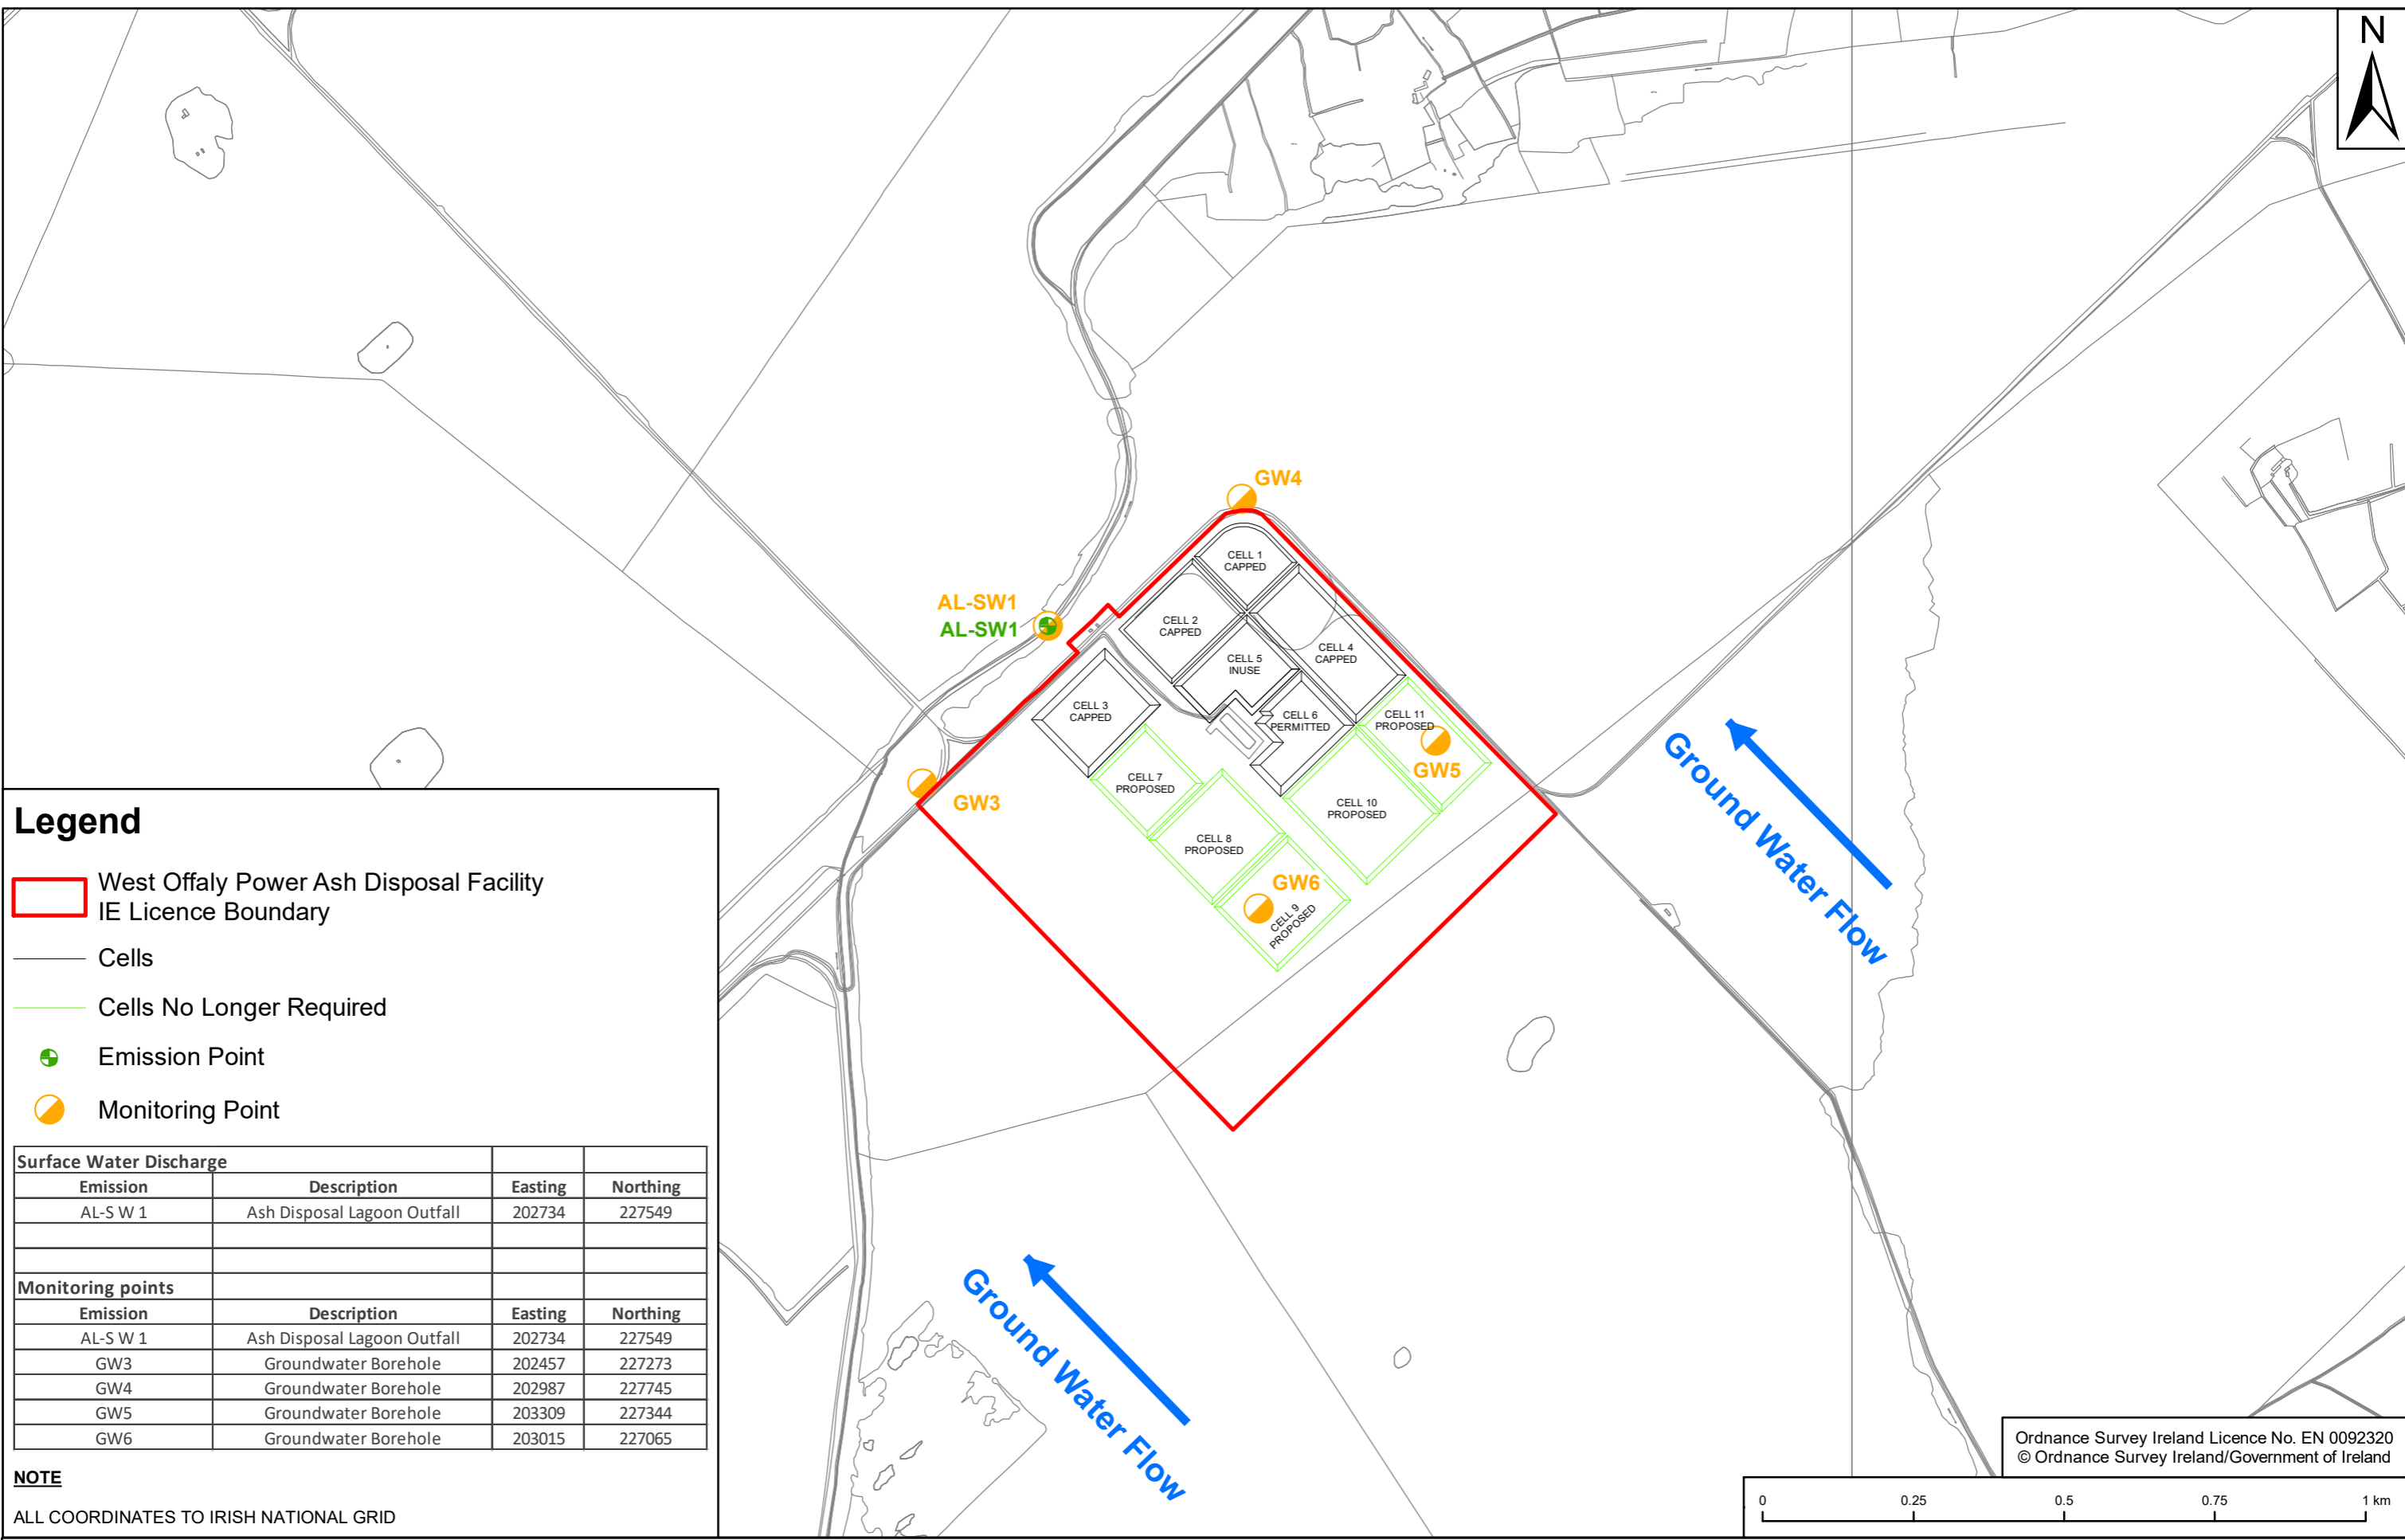 N
GW4
CELL 1
CAPPED
AL-SW1
AL-SW1
CELL 2
CAPPED
CELL 4
CAPPED
CELL 5
INUSE
CELL 3
CAPPED
CELL 6
PERMITTED
CELL 11
PROPOSED
GW5
CELL 7
PROPOSED
GW3
CELL 10
PROPOSED
CELL 8
PROPOSED
GW6
CELL 9
PROPOSED
Ground Water Flow
Ground Water Flow
Legend
West Offaly Power Ash Disposal Facility
IE Licence Boundary
Cells
Cells No Longer Required
Emission Point
Monitoring Point
Surface Water Discharge
Emission Description Easting Northing
AL-S W 1 Ash Disposal Lagoon Outfall 202734 227549
Monitoring points
Emission Description Easting Northing
AL-S W 1 Ash Disposal Lagoon Outfall 202734 227549
GW3 Groundwater Borehole 202457 227273
GW4 Groundwater Borehole 202987 227745
GW5 Groundwater Borehole 203309 227344
GW6 Groundwater Borehole 203015 227065
NOTE
ALL COORDINATES TO IRISH NATIONAL GRID
Ordnance Survey Ireland Licence No. EN 0092320
© Ordnance Survey Ireland/Government of Ireland
0 0.25 0.5 0.75 1 km